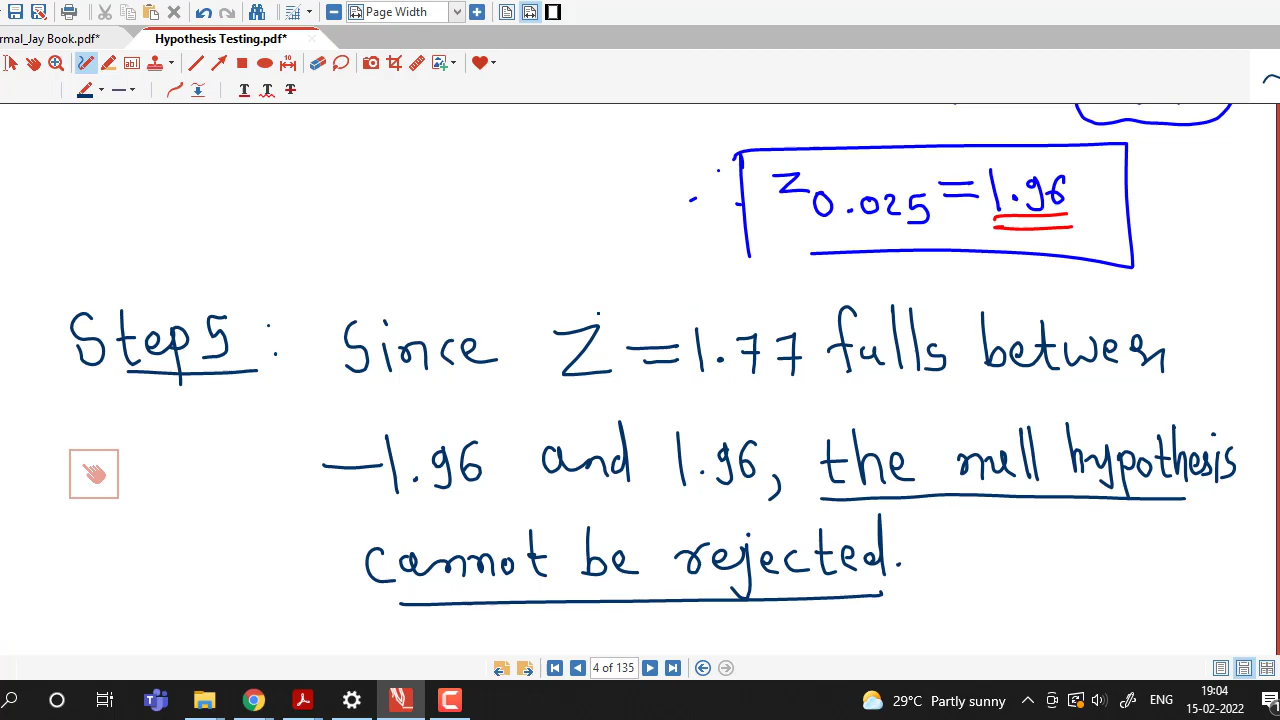 Page Width
rmal_Jay Book.pdf*
Hypothesis Testing.pdf*
z0.025 = 1.96
Step 5 : Since Z = 1.77 falls between
-1.96 and 1.96, the null hypothesis
cannot be rejected.
4 of 135
29°C Partly sunny
ENG
19:04
15-02-2022